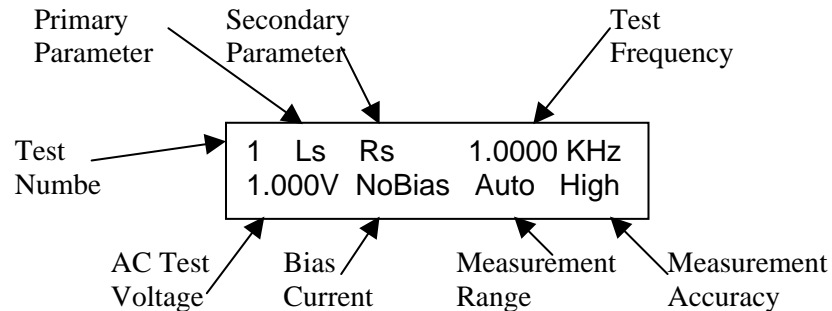 Primary Parameter
Secondary Parameter
Test Frequency
Test Numbe
1 Ls Rs 1.0000 KHz
1.000V NoBias Auto High
AC Test Voltage
Bias Current
Measurement Range
Measurement Accuracy